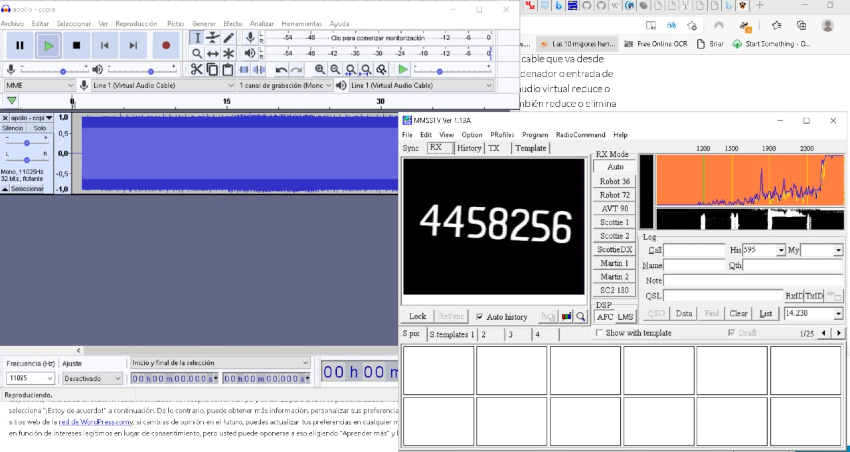 apollo - copia
Archivo Editar Seleccionar Ver Reproducción Pistas Generar Efecto Analizar Herramientas Ayuda
-54 -48 Clic para comenzar monitorización -12 -6 0
-54 -48 -42 -36 -30 -24 -18 -12 -6 0
MME Line 1 (Virtual Audio Cable) 1 canal de grabación (Monc Line 1 (Virtual Audio Cable)
0 15 30
apollo - copi
Silencio Solo
- +
L R
Mono, 11025Hz
32 bits, flotante
Seleccionar
1,0
0,5-
0,0-
-0,5-
-1,0
Frecuencia (Hz) Ajuste Inicio y final de la selección
11025 Desactivado 00 h 00 m 00.000 s 00 h 00 m 00.000 s 00 h 00 m
Reproduciendo.
Las 10 mejores herr... Free Online OCR Briar Start Something - O...
cable que va desde
denador o entrada de
udio virtual reduce o
mbién reduce o elimina
MMSSTV Ver 1.13A
File Edit View Option PRofiles Program RadioCommand Help
Sync RX History TX Template
4458256
RX Mode
Auto
Robot 36
Robot 72
AVT 90
Scottie 1
Scottie 2
ScottieDX
Martin 1
Martin 2
SC2 180
DSP
AFC LMS
1200 1500 1900 2300
Log
Call His 595 My
Name Qth
Note
QSL RxID TxID
QSO Data Find Clear List 14.230
Lock ReSync Auto history
S.pix S.templates 1 2 3 4 Show with template Draft 1/25
selecciona "¡Estoy de acuerdo!" a continuación. De lo contrario, puede obtener más información, personalizar sus preferencia
sitios web de la red de WordPress.comy. si cambas de opinión en el futuro, puedes actualizar tus preferencias en cualquier m
en función de intereses legítimos en lugar de consentimiento, pero usted puede oponerse a eso eligiendo "Aprender más" y l